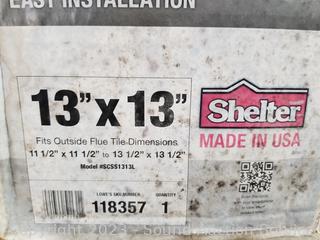 EASY INSTALLATION
13" x 13"
Fits Outside Flue Tile Dimensions
11 1/2" x 11 1/2" to 13 1/2" x 13 1/2"
Model #SCSS1313L
LOWE'S SKU NUMBER
QUANTITY
118357
1
Shelter
MADE IN USA